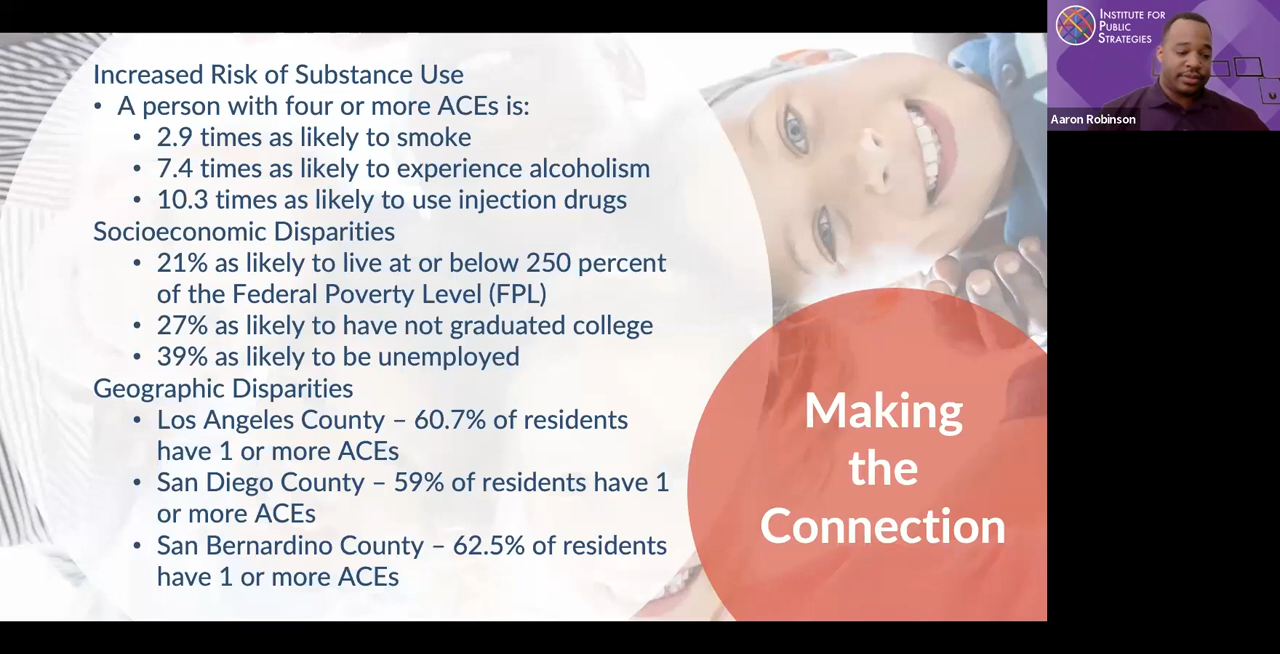 Increased Risk of Substance Use
• A person with four or more ACEs is:
• 2.9 times as likely to smoke
• 7.4 times as likely to experience alcoholism
• 10.3 times as likely to use injection drugs
Socioeconomic Disparities
• 21% as likely to live at or below 250 percent
of the Federal Poverty Level (FPL)
• 27% as likely to have not graduated college
• 39% as likely to be unemployed
Geographic Disparities
• Los Angeles County – 60.7% of residents
have 1 or more ACEs
• San Diego County – 59% of residents have 1
or more ACEs
• San Bernardino County – 62.5% of residents
have 1 or more ACEs
Making
the
Connection
INSTITUTE FOR
PUBLIC
STRATEGIES
Aaron Robinson